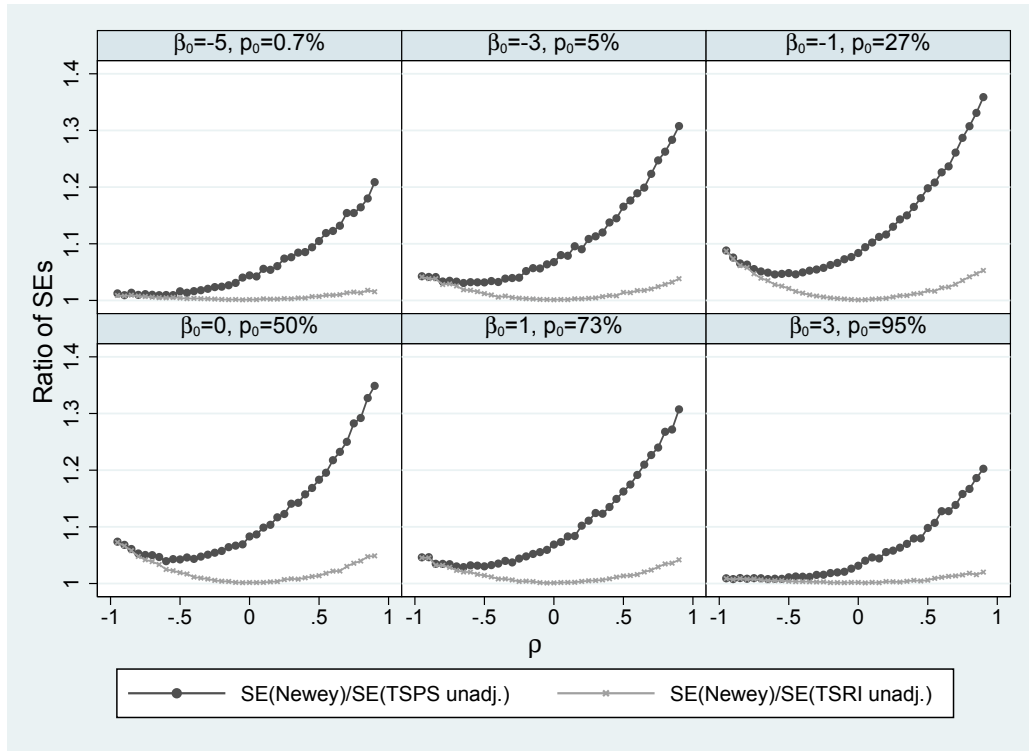 β₀=-5, p₀=0.7%
β₀=-3, p₀=5%
β₀=-1, p₀=27%
1.4
1.3
1.2
1.1
1
β₀=0, p₀=50%
β₀=1, p₀=73%
β₀=3, p₀=95%
1.4
1.3
1.2
1.1
1
Ratio of SEs
-1 -.5 0 .5 1
-1 -.5 0 .5 1
-1 -.5 0 .5 1
ρ
SE(Newey)/SE(TSPS unadj.)
SE(Newey)/SE(TSRI unadj.)